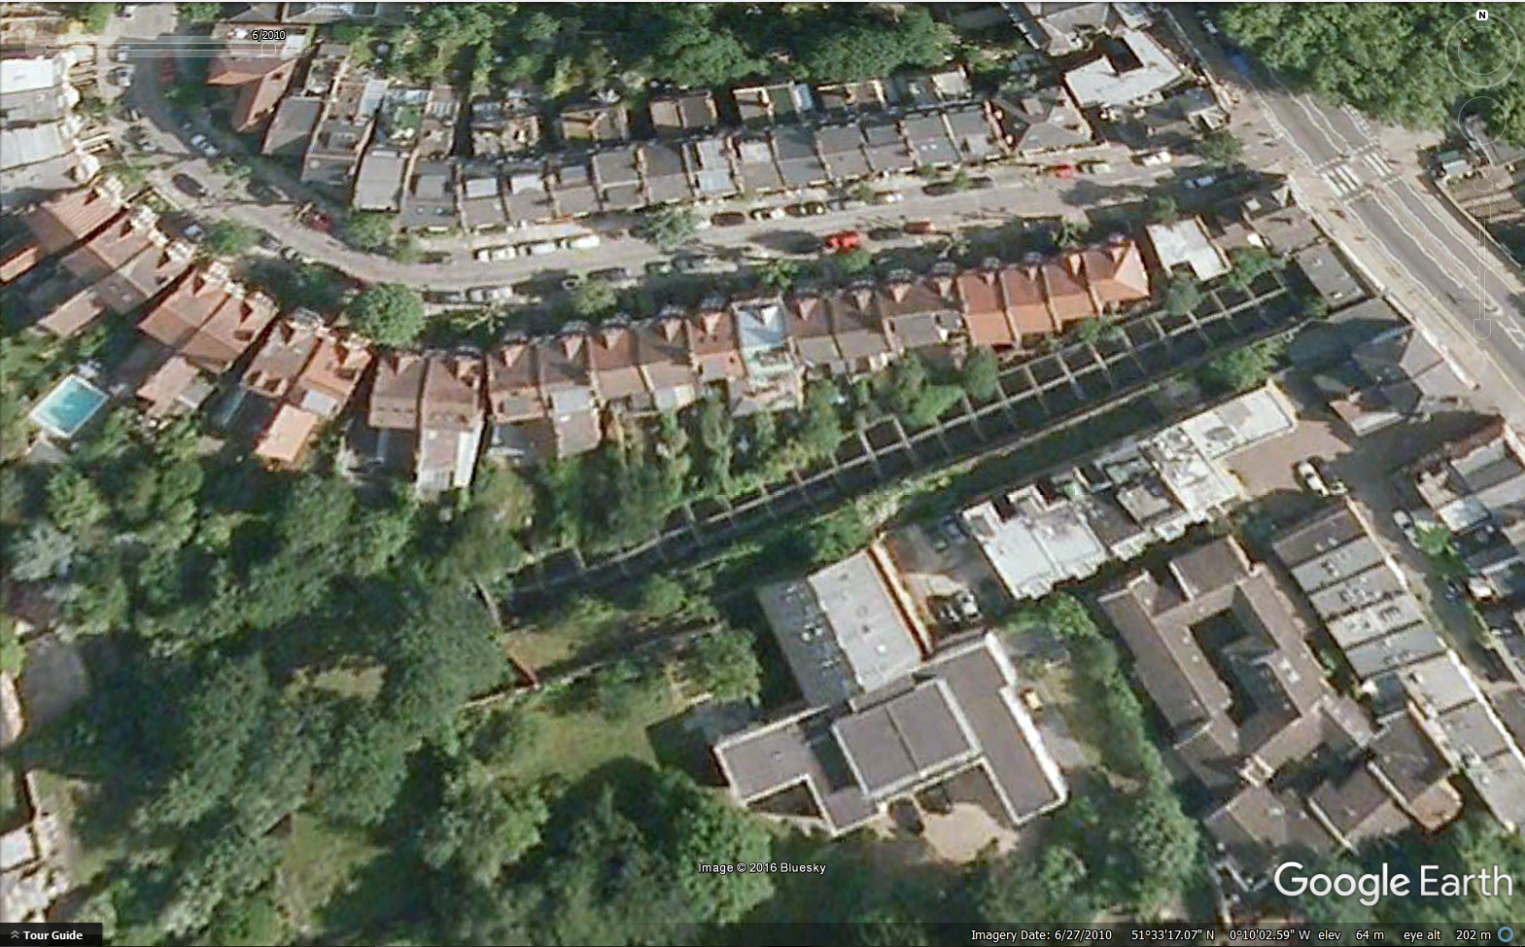 6/2010
N
Image © 2016 Bluesky
Google Earth
Tour Guide
Imagery Date: 6/27/2010 51°33'17.07" N 0°10'02.59" W elev 64 m eye alt 202 m